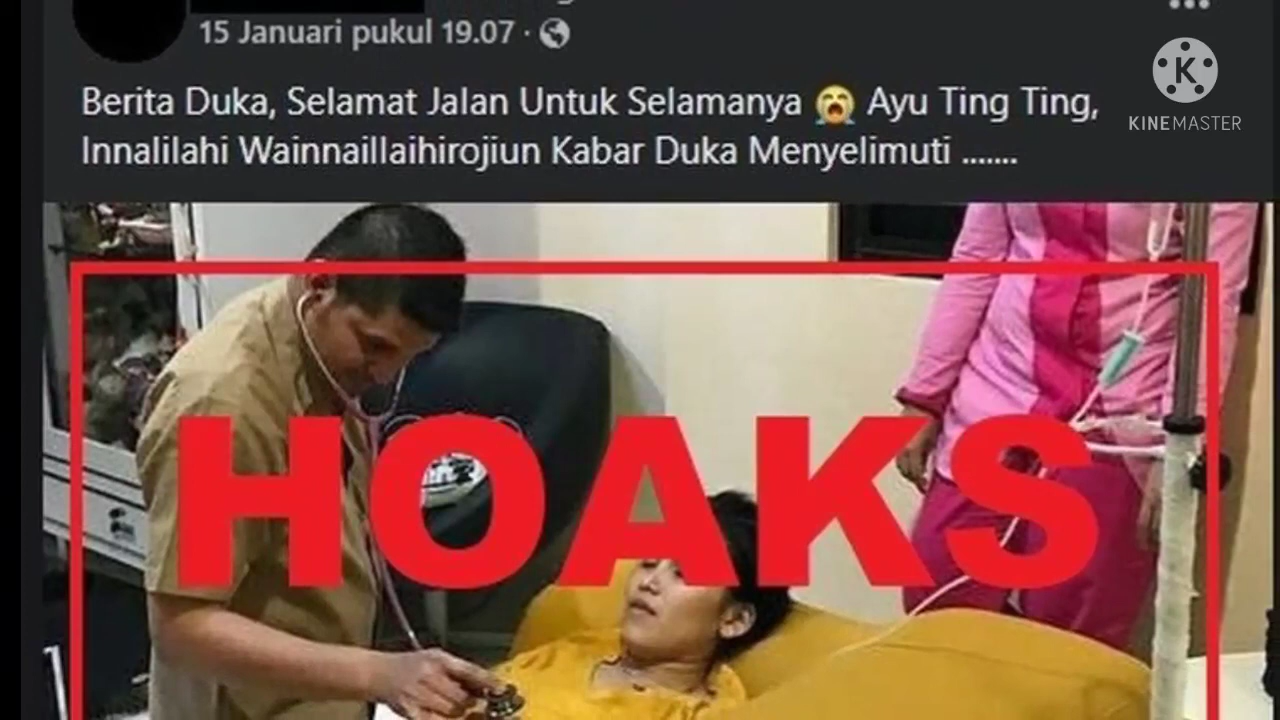 15 Januari pukul 19.07 ·
K
KINEMASTER
Berita Duka, Selamat Jalan Untuk Selamanya 😭 Ayu Ting Ting,
Innalilahi Wainnaillaihirojiun Kabar Duka Menyelimuti .......
HOAKS